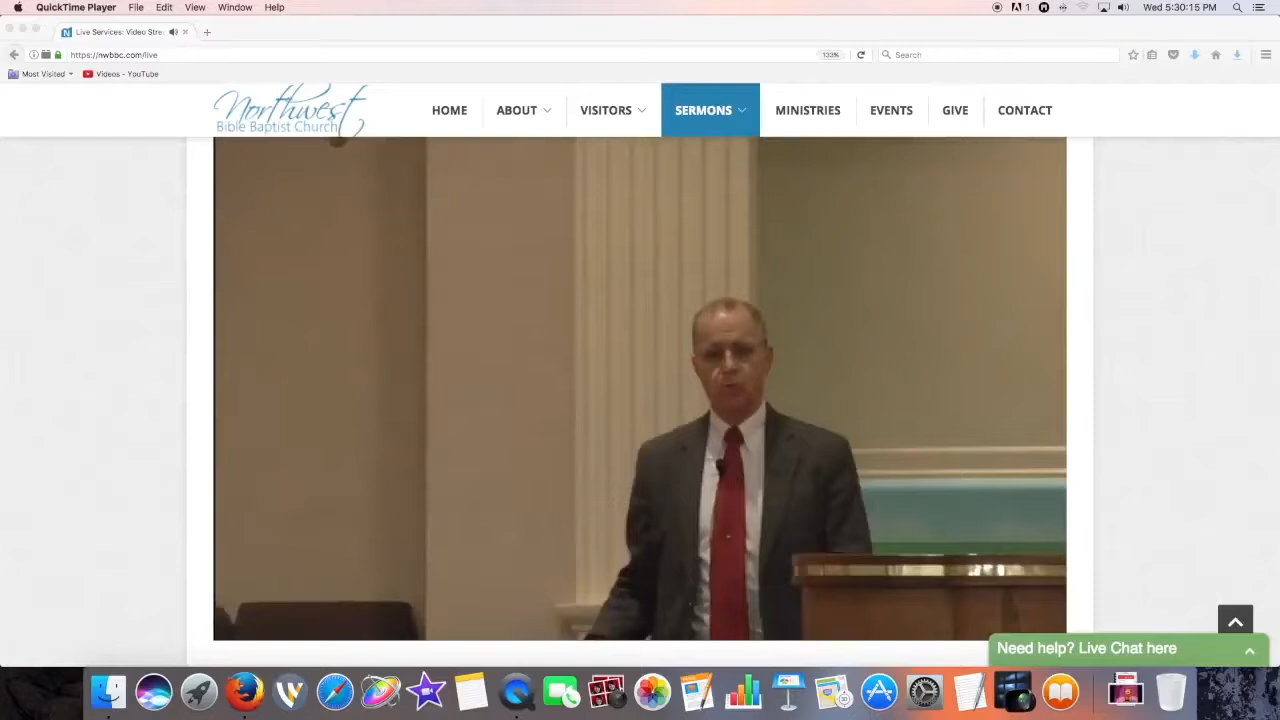 QuickTime Player File Edit View Window Help
1 Wed 5:30:15 PM
Live Services: Video Stre
https://nwbbc.com/live
133%
Search
Most Visited
Videos - YouTube
Northwest
Bible Baptist Church
HOME ABOUT VISITORS SERMONS MINISTRIES EVENTS GIVE CONTACT
Need help? Live Chat here